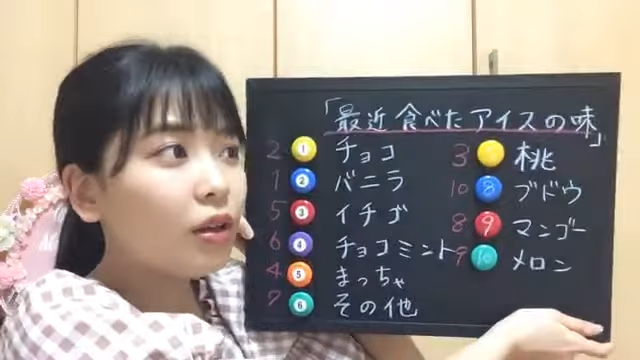 「最近食べたアイスの味」
2 1 チョコ
1 2 バニラ
5 3 イチゴ
6 4 チョコミント
4 5 まっちゃ
7 6 その他
3 桃
10 8 ブドウ
8 9 マンゴー
9 10 メロン